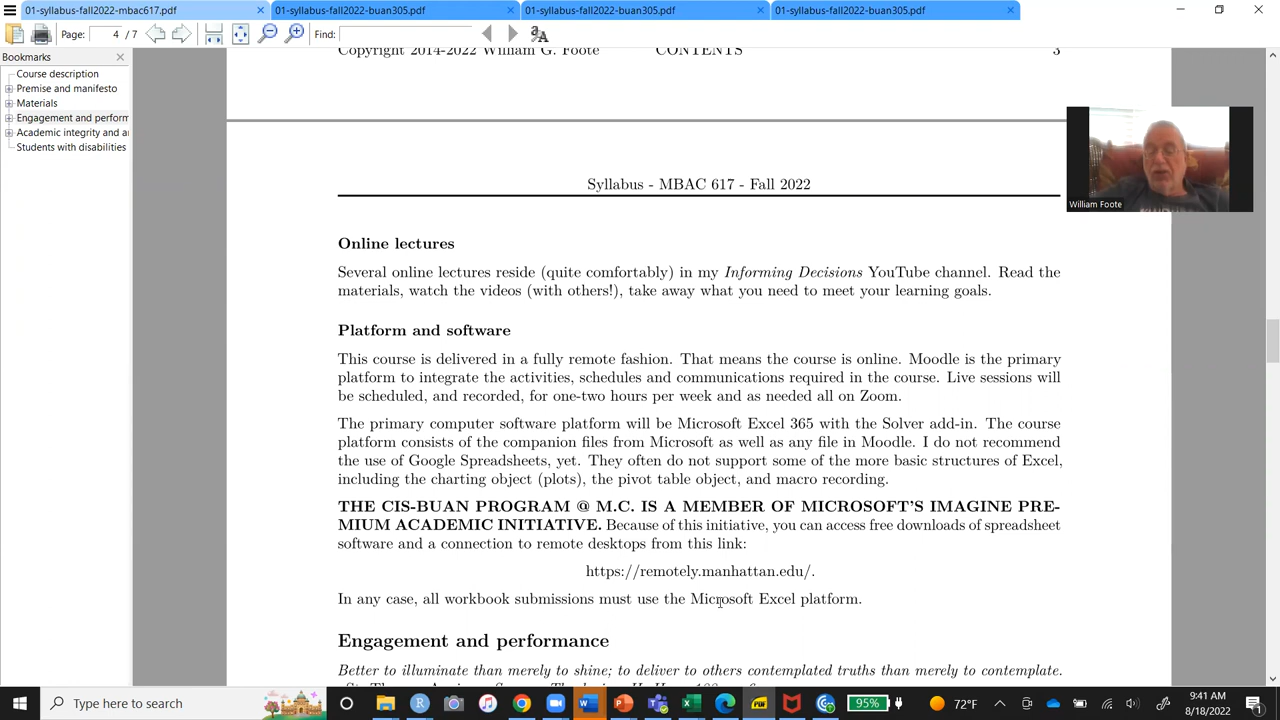 01-syllabus-fall2022-mbac617.pdf
01-syllabus-fall2022-buan305.pdf
01-syllabus-fall2022-buan305.pdf
01-syllabus-fall2022-buan305.pdf
Page: 4 / 7
Find:
Bookmarks
Course description
Premise and manifesto
Materials
Engagement and perform
Academic integrity and ar
Students with disabilities
Copyright 2014-2022 William G. Foote CONTENTS 3
William Foote
Syllabus - MBAC 617 - Fall 2022
Online lectures
Several online lectures reside (quite comfortably) in my Informing Decisions YouTube channel. Read the
materials, watch the videos (with others!), take away what you need to meet your learning goals.
Platform and software
This course is delivered in a fully remote fashion. That means the course is online. Moodle is the primary
platform to integrate the activities, schedules and communications required in the course. Live sessions will
be scheduled, and recorded, for one-two hours per week and as needed all on Zoom.
The primary computer software platform will be Microsoft Excel 365 with the Solver add-in. The course
platform consists of the companion files from Microsoft as well as any file in Moodle. I do not recommend
the use of Google Spreadsheets, yet. They often do not support some of the more basic structures of Excel,
including the charting object (plots), the pivot table object, and macro recording.
THE CIS-BUAN PROGRAM @ M.C. IS A MEMBER OF MICROSOFT'S IMAGINE PRE-
MIUM ACADEMIC INITIATIVE. Because of this initiative, you can access free downloads of spreadsheet
software and a connection to remote desktops from this link:
https://remotely.manhattan.edu/.
In any case, all workbook submissions must use the Microsoft Excel platform.
Engagement and performance
Better to illuminate than merely to shine; to deliver to others contemplated truths than merely to contemplate.
Type here to search
95%
72°F
9:41 AM
8/18/2022